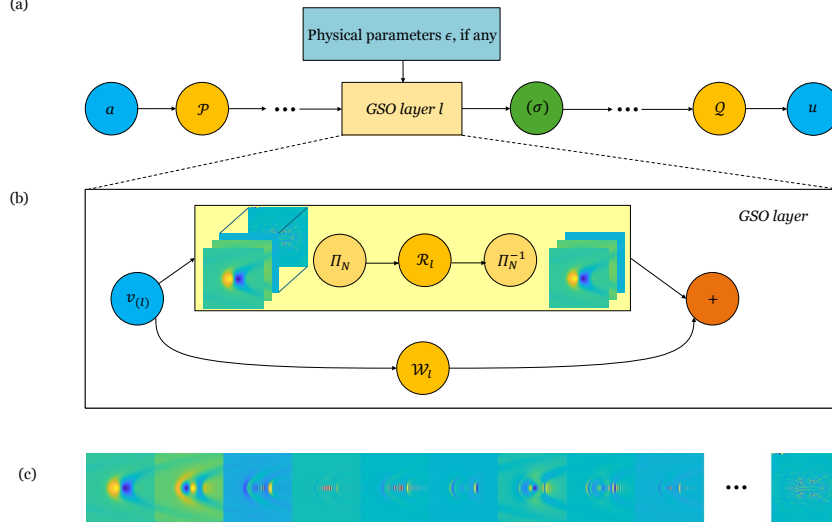 (a)
Physical parameters ϵ, if any
a 𝒫 ••• GSO layer l (σ) ••• 𝒬 u
(b)
GSO layer
v₍ₗ₎ Π_N ℛ_l Π_N^{-1} +
𝒲_l
(c)
•••